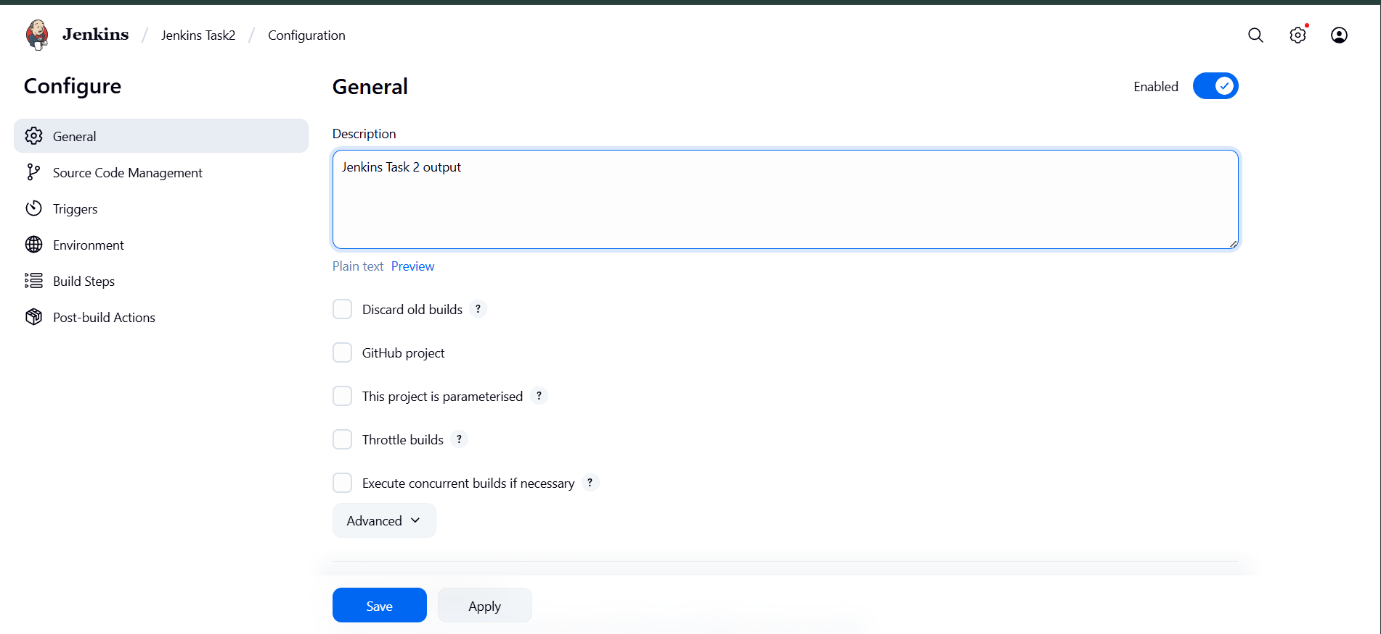 Jenkins / Jenkins Task2 / Configuration
Configure
General
Source Code Management
Triggers
Environment
Build Steps
Post-build Actions
General
Enabled
Description
Jenkins Task 2 output
Plain text Preview
Discard old builds ?
GitHub project
This project is parameterised ?
Throttle builds ?
Execute concurrent builds if necessary ?
Advanced
Save Apply